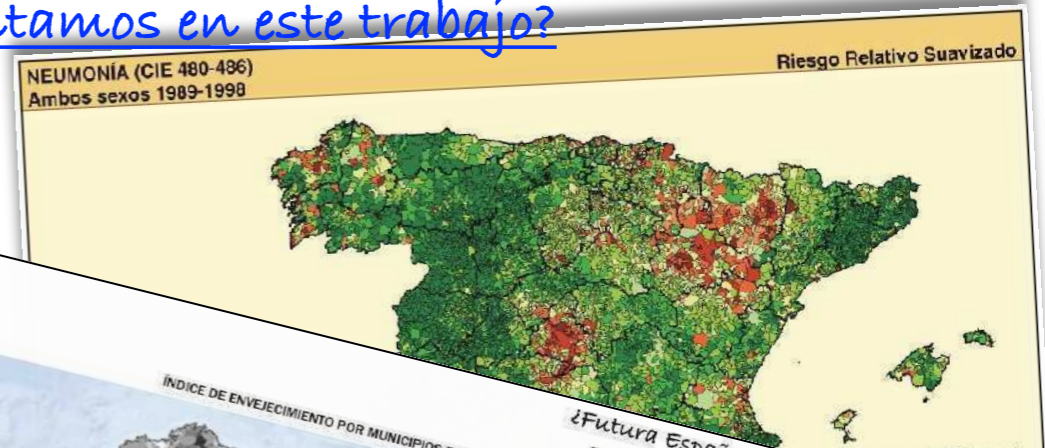 tamos en este trabajo?
NEUMONÍA (CIE 480-486)
Ambos sexos 1989-1998
Riesgo Relativo Suavizado
ÍNDICE DE ENVEJECIMIENTO POR MUNICIPIOS
¿Futura